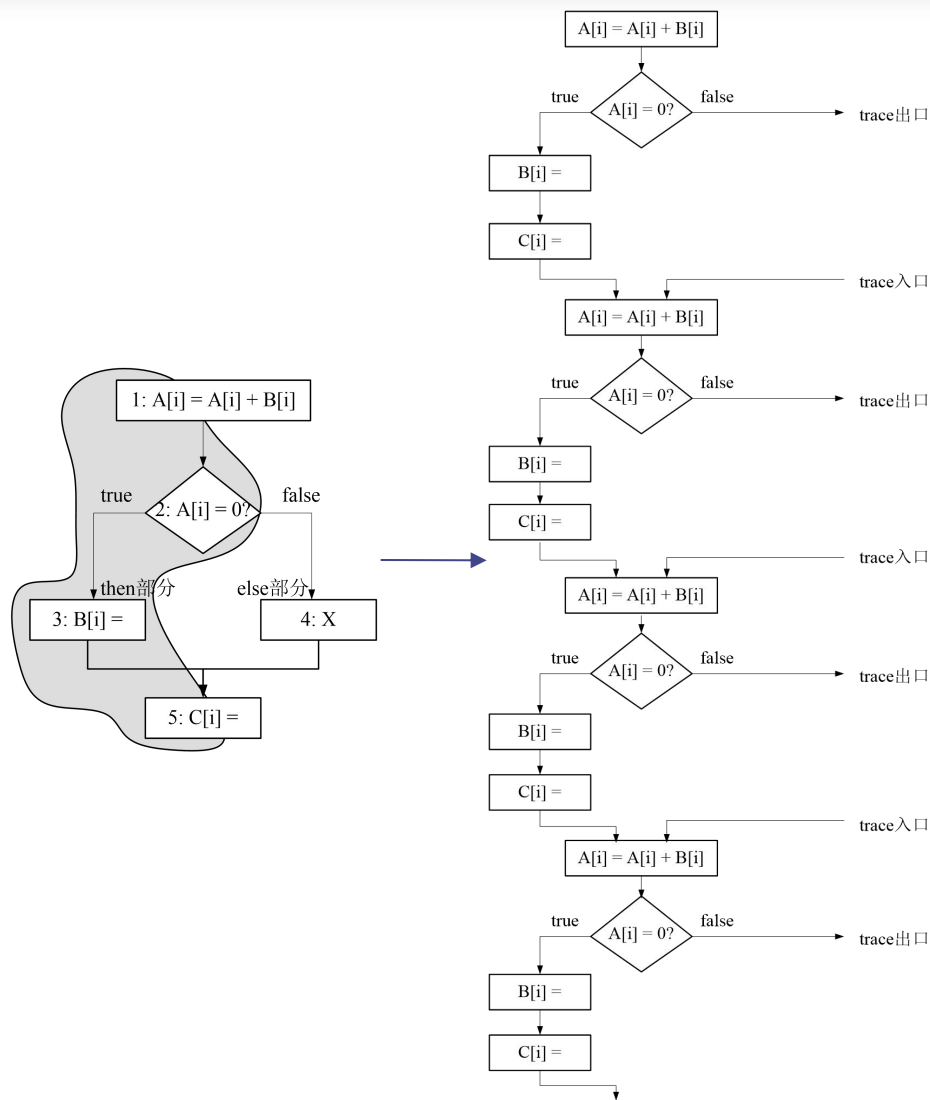 1: A[i] = A[i] + B[i]
2: A[i] = 0?
true
false
then部分
else部分
3: B[i] =
4: X
5: C[i] =
A[i] = A[i] + B[i]
true
A[i] = 0?
false
trace出口
B[i] =
C[i] =
trace入口
A[i] = A[i] + B[i]
true
A[i] = 0?
false
trace出口
B[i] =
C[i] =
trace入口
A[i] = A[i] + B[i]
true
A[i] = 0?
false
trace出口
B[i] =
C[i] =
trace入口
A[i] = A[i] + B[i]
true
A[i] = 0?
false
trace出口
B[i] =
C[i] =